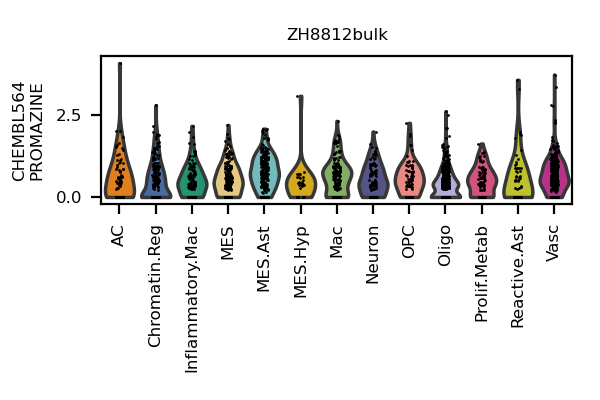 ZH8812bulk
CHEMBL564
PROMAZINE
2.5
0.0
AC
Chromatin.Reg
Inflammatory.Mac
MES
MES.Ast
MES.Hyp
Mac
Neuron
OPC
Oligo
Prolif.Metab
Reactive.Ast
Vasc